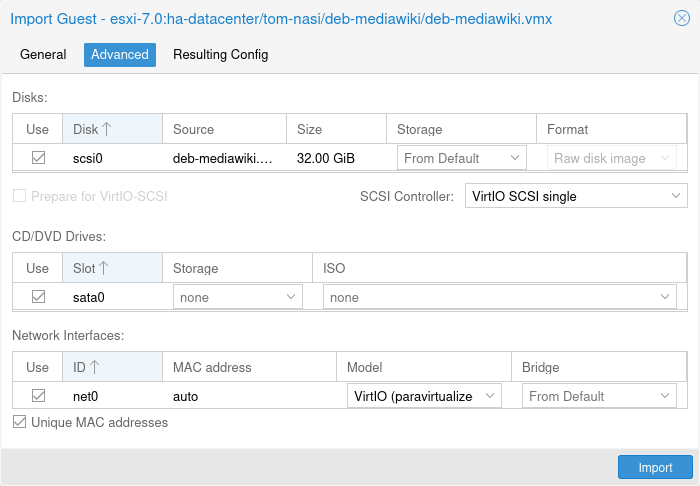 Import Guest - esxi-7.0:ha-datacenter/tom-nasi/deb-mediawiki/deb-mediawiki.vmx
General Advanced Resulting Config
Disks:
Use Disk Source Size Storage Format
scsi0 deb-mediawiki.... 32.00 GiB From Default Raw disk image
Prepare for VirtIO-SCSI SCSI Controller: VirtIO SCSI single
CD/DVD Drives:
Use Slot Storage ISO
sata0 none none
Network Interfaces:
Use ID MAC address Model Bridge
net0 auto VirtIO (paravirtualize From Default
Unique MAC addresses
Import